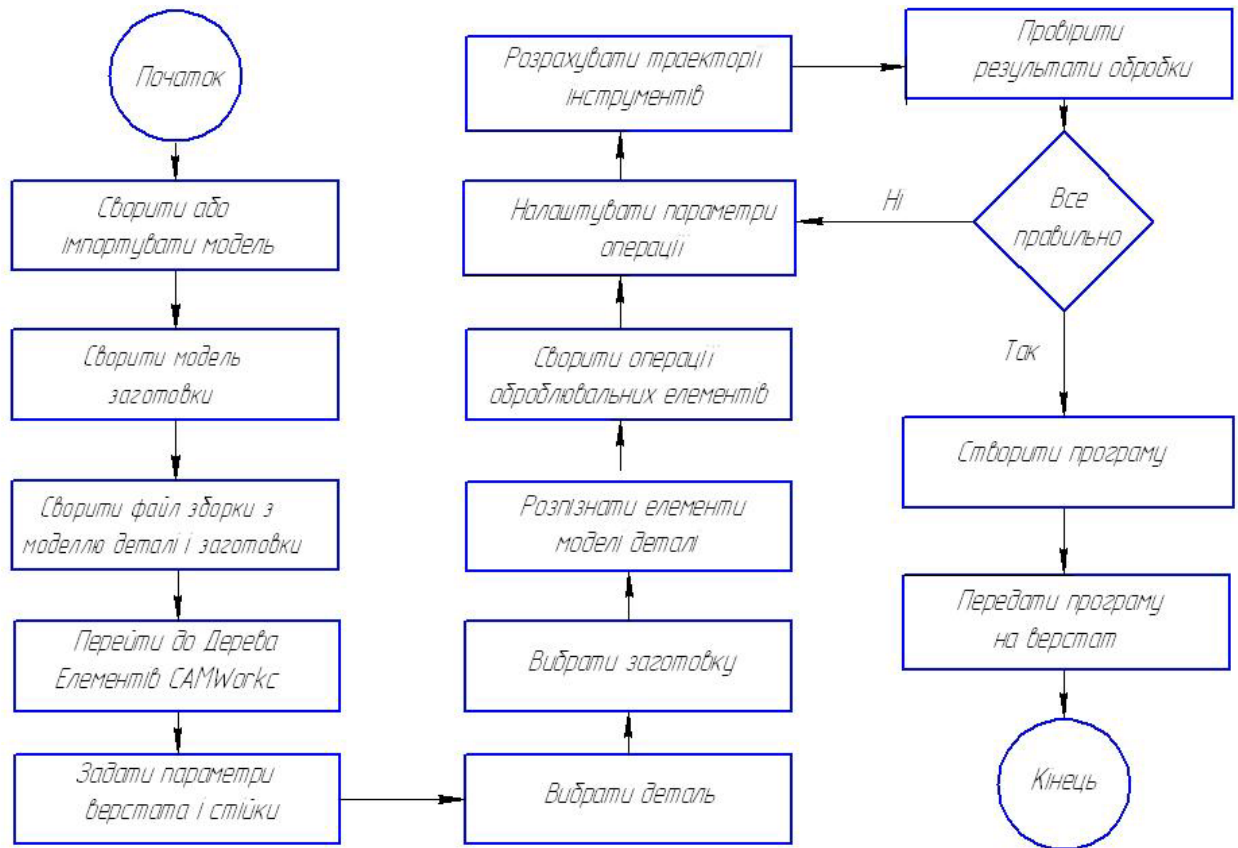 Початок
Сворити або
імпортувати модель
Сворити модель
заготовки
Сворити файл зборки з
моделлю деталі і заготовки
Перейти до Дерева
Елементів CAMWorkc
Задати параметри
верстата і стійки
Вибрати деталь
Вибрати заготовку
Розпізнати елементи
моделі деталі
Сворити операції
оброблювальних елементів
Налаштувати параметри
операції
Розрахувати траекторії
інструментів
Провірити
результати обробки
Все
правильно
Ні
Так
Створити програму
Передати програму
на верстат
Кінець